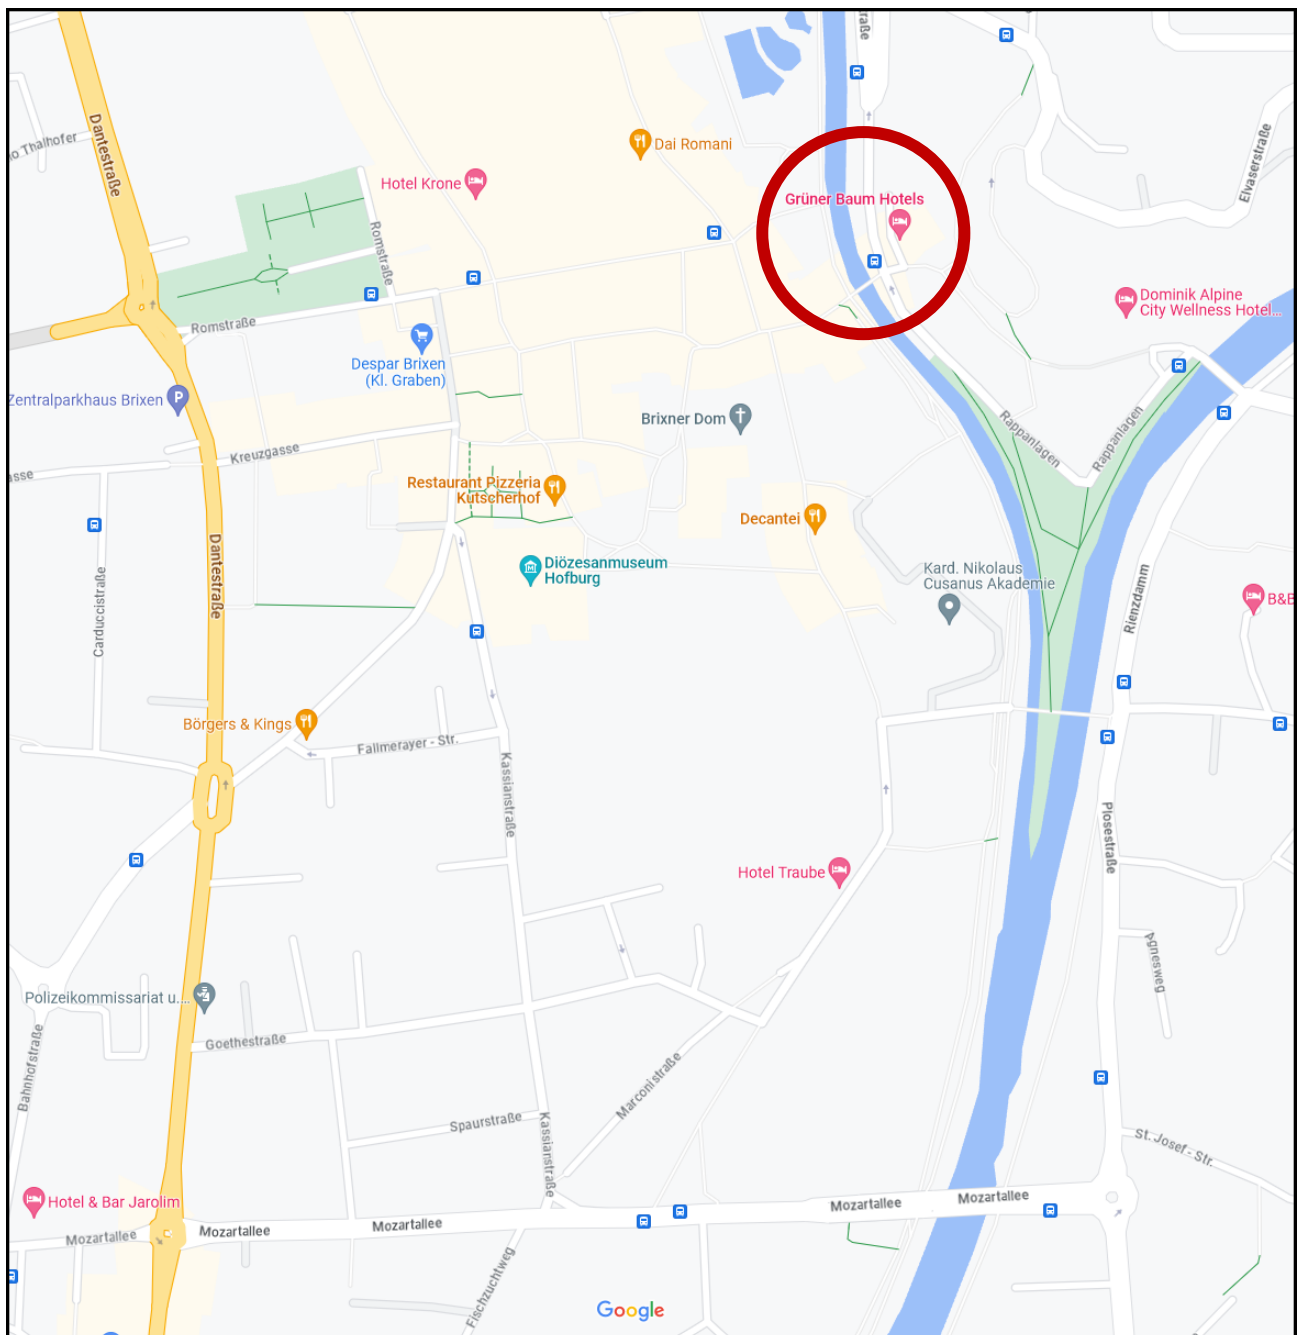 raße
Dai Romani
o Thalhofer
Dantestraße
Hotel Krone
Grüner Baum Hotels
Elvaserstraße
Romstraße
Dominik Alpine
City Wellness Hotel...
Romstraße
Despar Brixen
(Kl. Graben)
Zentralparkhaus Brixen
P
Brixner Dom
Rappanlagen
Rappanlagen
Kreuzgasse
asse
Restaurant Pizzeria
Kutscherhof
Decantei
Dantestraße
Diözesanmuseum
Hofburg
Kard. Nikolaus
Cusanus Akademie
Carduccistraße
Rienzdamm
B&B
Börgers & Kings
Fallmerayer - Str.
Kassianstraße
Plosestraße
Hotel Traube
Agnesweg
Polizeikommissariat u....
Goethestraße
Bahnhofstraße
Marconistraße
Spaurstraße
Kassianstraße
St. Josef - Str.
Hotel & Bar Jarolim
Mozartallee
Mozartallee
Mozartallee
Mozartallee
Mozartallee
Fischzuchtweg
Google